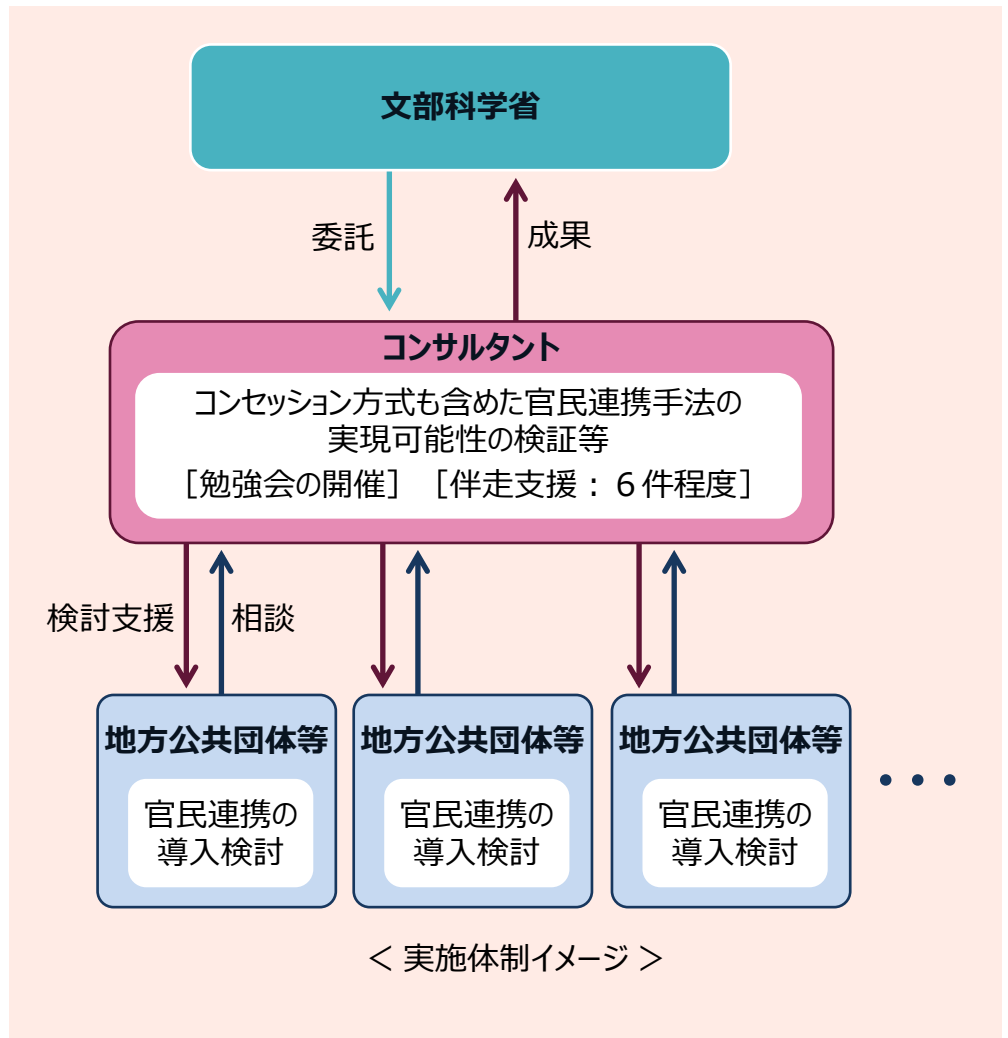 文部科学省
委託
成果
コンサルタント
コンセッション方式も含めた官民連携手法の
実現可能性の検証等
［勉強会の開催］［伴走支援：６件程度］
検討支援
相談
地方公共団体等
官民連携の
導入検討
地方公共団体等
官民連携の
導入検討
地方公共団体等
官民連携の
導入検討
・・・
＜ 実施体制イメージ ＞